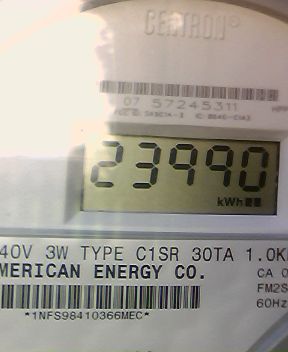 CENTRON®
07 57245311
23990
kWh
40V 3W TYPE C1SR 30TA 1.0K
MERICAN ENERGY CO.
CA 0
FM2S
60Hz
*1NFS98410366MEC*